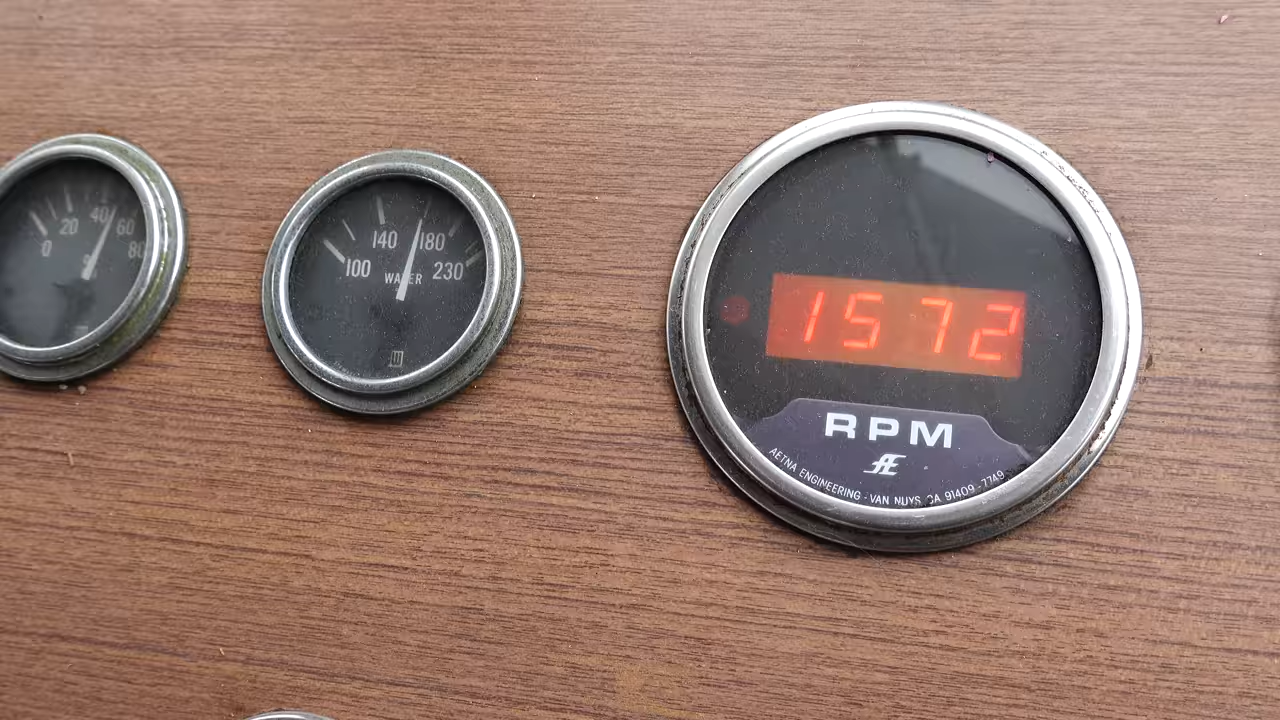 0 20 40 60 80
100 140 180 230
WATER
1572
RPM
AE
AETNA ENGINEERING - VAN NUYS, CA 91409-7749